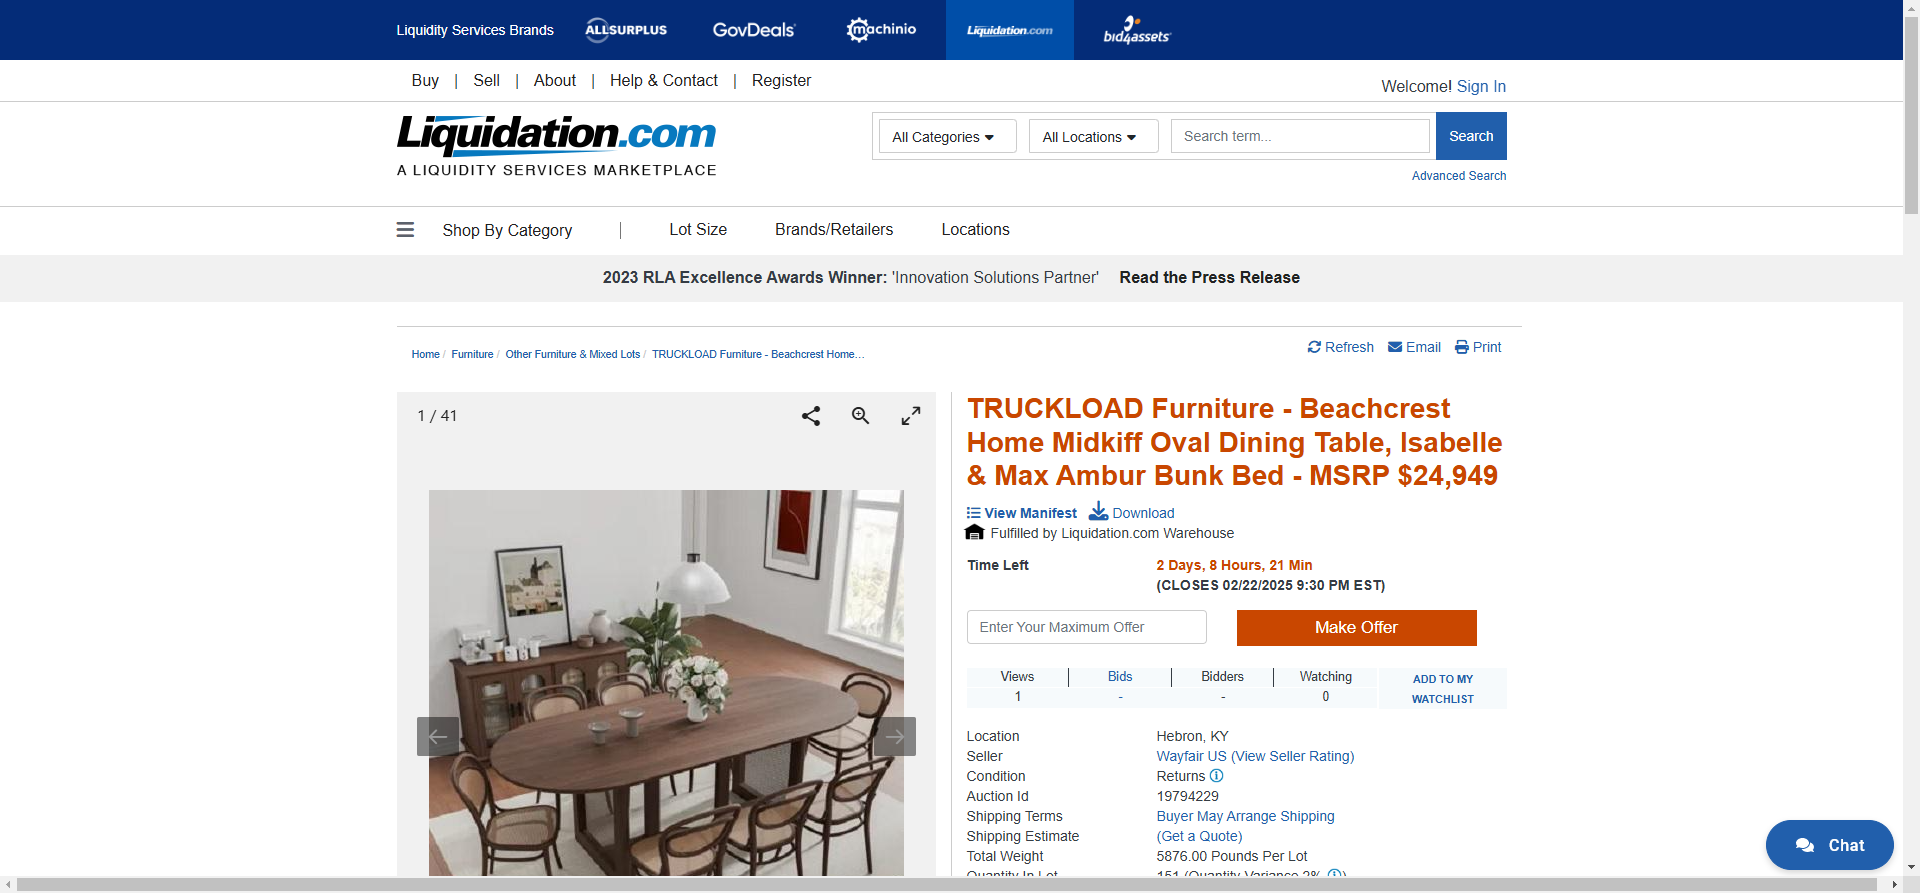 Liquidity Services Brands ALLSURPLUS GovDeals machinio Liquidation.com bid4assets
Buy | Sell | About | Help & Contact | Register
Welcome! Sign In
Liquidation.com
A LIQUIDITY SERVICES MARKETPLACE
All Categories All Locations Search term... Search
Advanced Search
Shop By Category | Lot Size Brands/Retailers Locations
2023 RLA Excellence Awards Winner: 'Innovation Solutions Partner' Read the Press Release
Home / Furniture / Other Furniture & Mixed Lots / TRUCKLOAD Furniture - Beachcrest Home...
Refresh Email Print
1 / 41
TRUCKLOAD Furniture - Beachcrest
Home Midkiff Oval Dining Table, Isabelle
& Max Ambur Bunk Bed - MSRP $24,949
View Manifest Download
Fulfilled by Liquidation.com Warehouse
Time Left 2 Days, 8 Hours, 21 Min
(CLOSES 02/22/2025 9:30 PM EST)
Enter Your Maximum Offer Make Offer
Views Bids Bidders Watching ADD TO MY
1 - - 0 WATCHLIST
Location Hebron, KY
Seller Wayfair US (View Seller Rating)
Condition Returns
Auction Id 19794229
Shipping Terms Buyer May Arrange Shipping
Shipping Estimate (Get a Quote)
Total Weight 5876.00 Pounds Per Lot
Quantity In Lot 151 (Quantity Variance 2% )
Chat